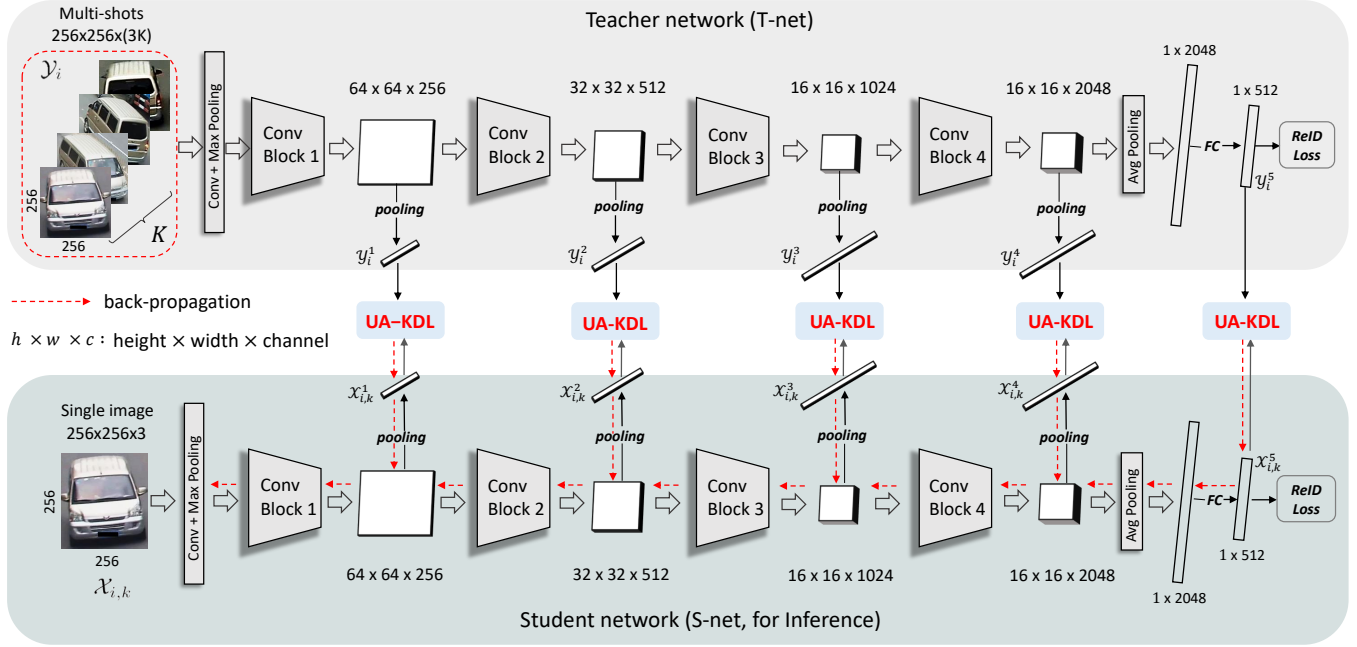 Teacher network (T-net)
Multi-shots
256x256x(3K)
𝒴ᵢ
256
256
K
Conv + Max Pooling
Conv
Block 1
64 x 64 x 256
Conv
Block 2
32 x 32 x 512
Conv
Block 3
16 x 16 x 1024
Conv
Block 4
16 x 16 x 2048
Avg Pooling
1 x 2048
FC
1 x 512
ReID
Loss
pooling
pooling
pooling
pooling
𝑦ᵢ¹
𝑦ᵢ²
𝑦ᵢ³
𝑦ᵢ⁴
𝑦ᵢ⁵
back-propagation
h × w × c : height × width × channel
UA–KDL
UA-KDL
UA-KDL
UA-KDL
UA-KDL
𝑥¹ᵢ,ₖ
𝑥²ᵢ,ₖ
𝑥³ᵢ,ₖ
𝑥⁴ᵢ,ₖ
𝑥⁵ᵢ,ₖ
pooling
pooling
pooling
pooling
Single image
256x256x3
256
256
𝒳ᵢ,ₖ
Conv + Max Pooling
Conv
Block 1
64 x 64 x 256
Conv
Block 2
32 x 32 x 512
Conv
Block 3
16 x 16 x 1024
Conv
Block 4
16 x 16 x 2048
Avg Pooling
1 x 2048
FC
1 x 512
ReID
Loss
Student network (S-net, for Inference)